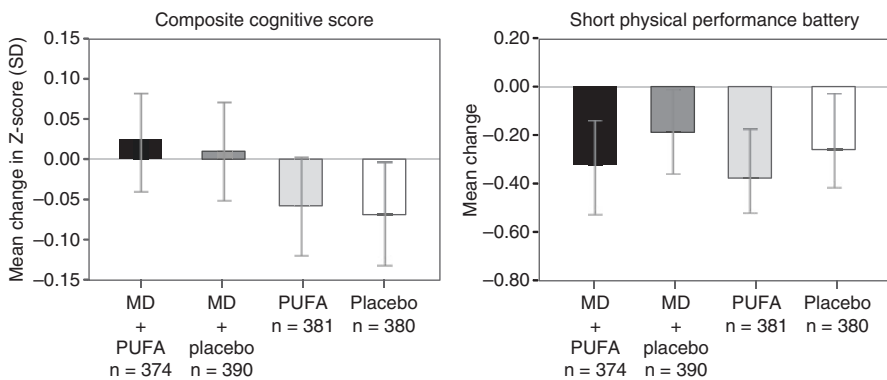 Composite cognitive score
Mean change in Z-score (SD)
0.15
0.10
0.05
0.00
–0.05
–0.10
–0.15
MD
+
PUFA
n = 374
MD
+
placebo
n = 390
PUFA
n = 381
Placebo
n = 380
Short physical performance battery
Mean change
0.20
0.00
–0.20
–0.40
–0.60
–0.80
MD
+
PUFA
n = 374
MD
+
placebo
n = 390
PUFA
n = 381
Placebo
n = 380